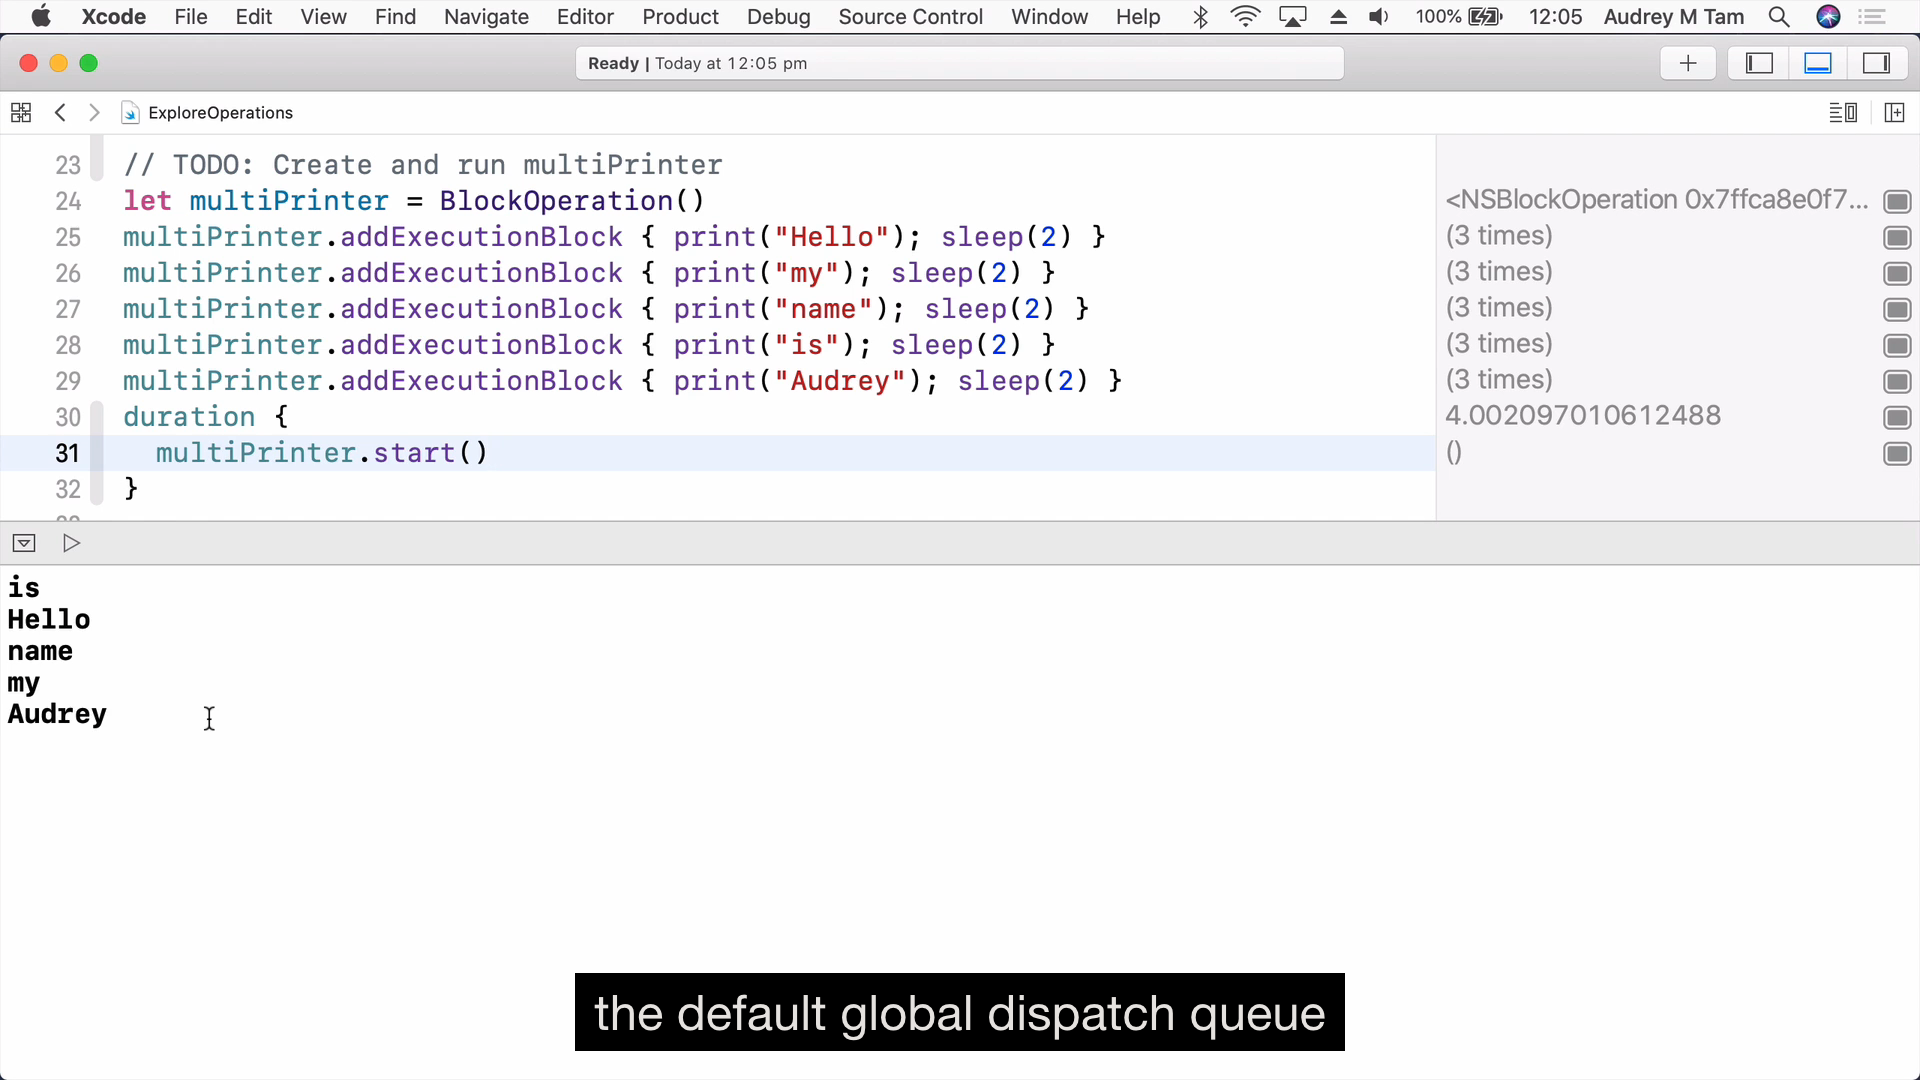 Xcode File Edit View Find Navigate Editor Product Debug Source Control Window Help 100% 12:05 Audrey M Tam
Ready | Today at 12:05 pm
ExploreOperations
23 // TODO: Create and run multiPrinter
24 let multiPrinter = BlockOperation() <NSBlockOperation 0x7ffca8e0f7...
25 multiPrinter.addExecutionBlock { print("Hello"); sleep(2) } (3 times)
26 multiPrinter.addExecutionBlock { print("my"); sleep(2) } (3 times)
27 multiPrinter.addExecutionBlock { print("name"); sleep(2) } (3 times)
28 multiPrinter.addExecutionBlock { print("is"); sleep(2) } (3 times)
29 multiPrinter.addExecutionBlock { print("Audrey"); sleep(2) } (3 times)
30 duration { 4.002097010612488
31 multiPrinter.start() ()
32 }
is
Hello
name
my
Audrey
the default global dispatch queue